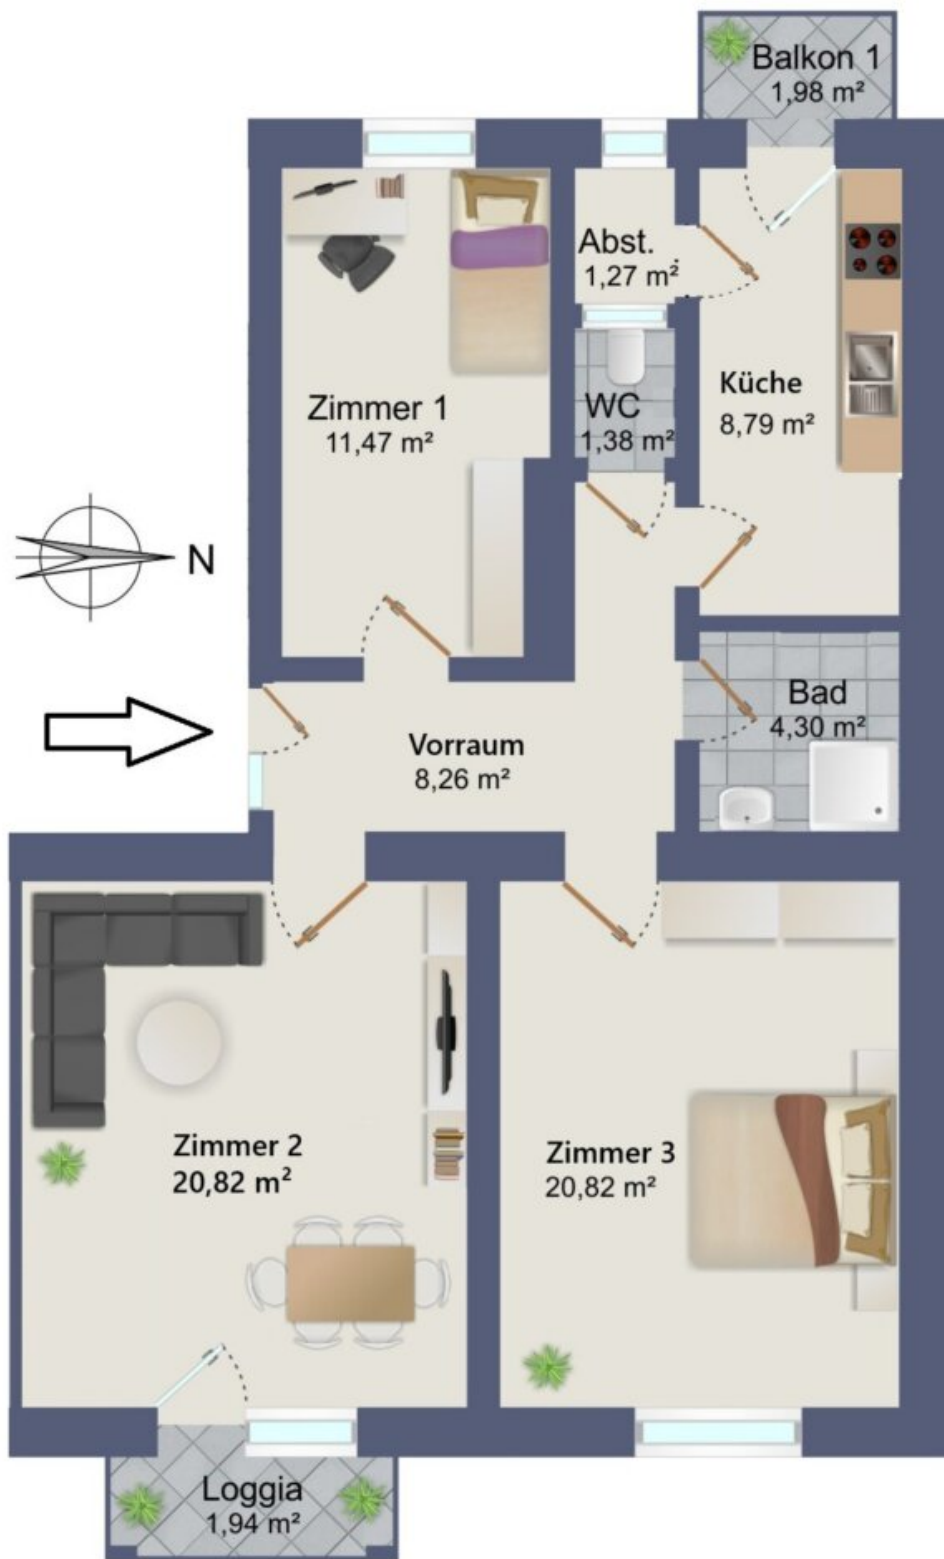 Balkon 1
1,98 m²
Abst.
1,27 m²
Zimmer 1
11,47 m²
WC
1,38 m²
Küche
8,79 m²
N
Bad
4,30 m²
Vorraum
8,26 m²
Zimmer 2
20,82 m²
Zimmer 3
20,82 m²
Loggia
1,94 m²